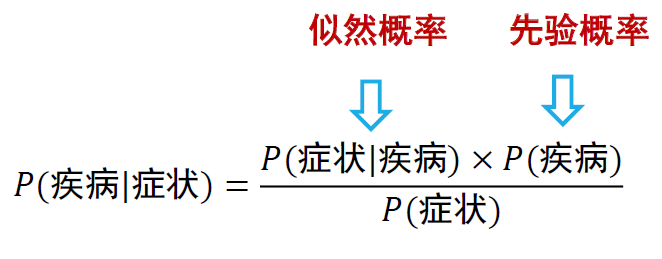 似然概率 先验概率
P(疾病|症状) = P(症状|疾病) × P(疾病)
P(症状)